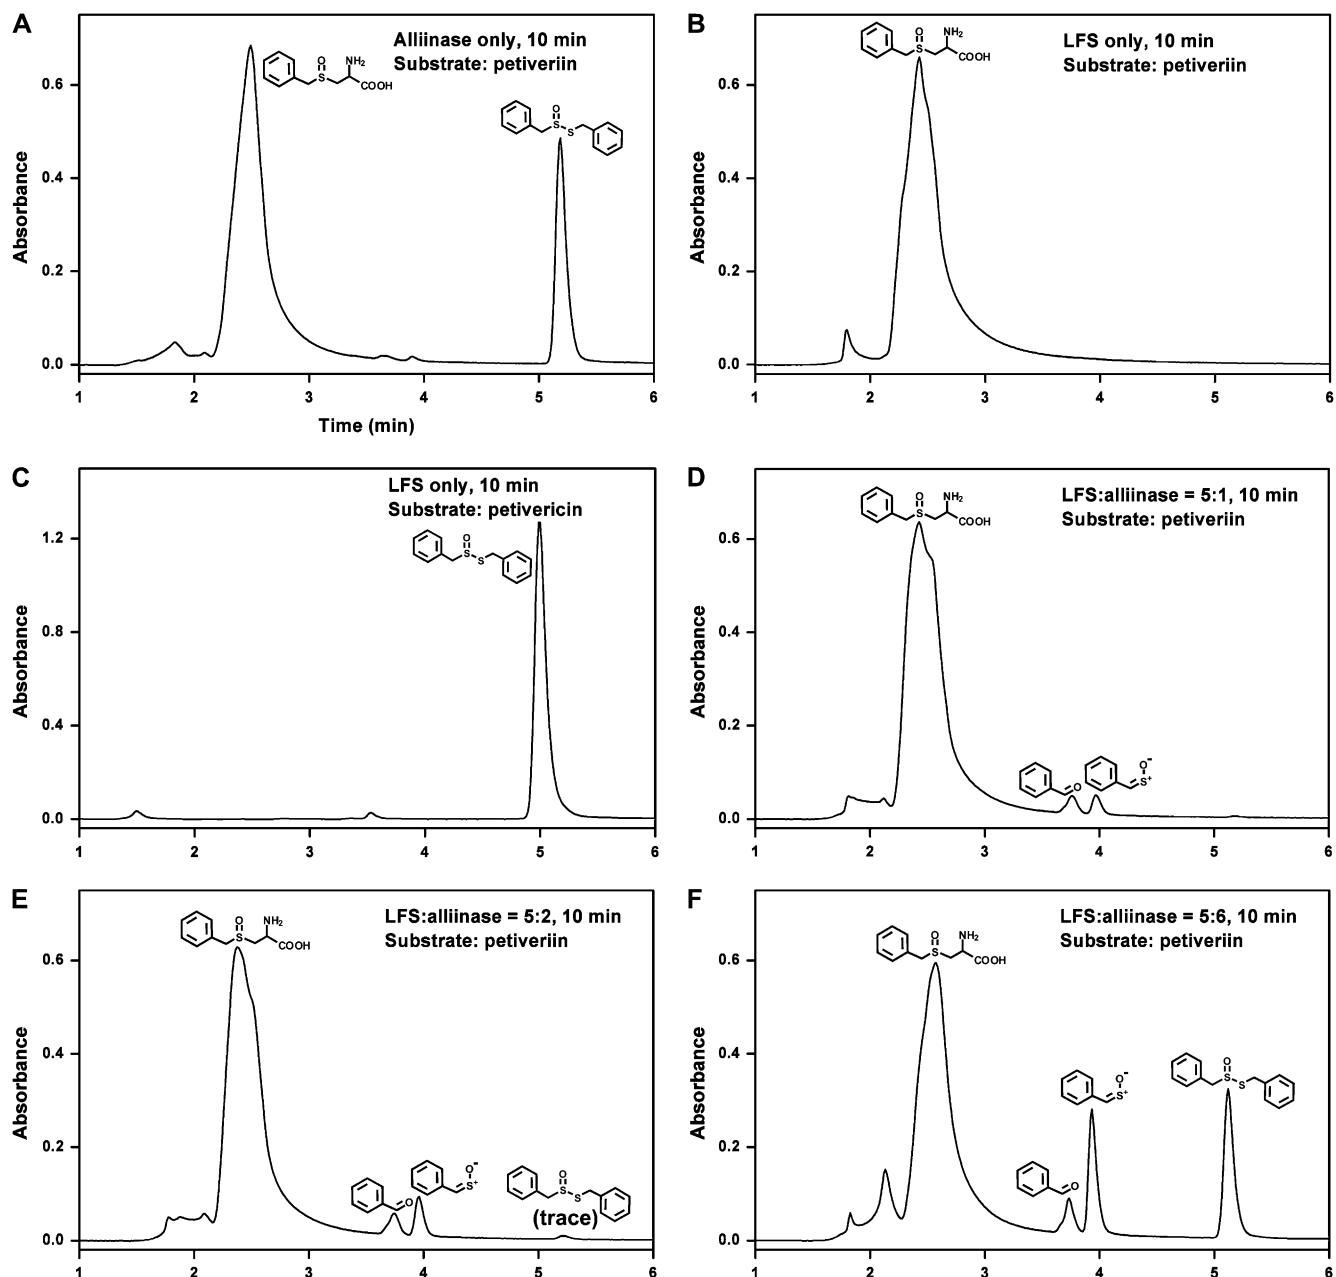 A
Alliinase only, 10 min
Substrate: petiveriin
Absorbance
0.6
0.4
0.2
0.0
O
S
NH2
COOH
O
S
S
1 2 3 4 5 6
Time (min)
B
LFS only, 10 min
Substrate: petiveriin
Absorbance
0.6
0.4
0.2
0.0
O
S
NH2
COOH
1 2 3 4 5 6
C
LFS only, 10 min
Substrate: petivericin
Absorbance
1.2
0.8
0.4
0.0
O
S
S
1 2 3 4 5 6
D
LFS:alliinase = 5:1, 10 min
Substrate: petiveriin
Absorbance
0.6
0.4
0.2
0.0
O
S
NH2
COOH
O
O-
S+
1 2 3 4 5 6
E
LFS:alliinase = 5:2, 10 min
Substrate: petiveriin
Absorbance
0.6
0.4
0.2
0.0
O
S
NH2
COOH
O
O-
S+
O
S
S
(trace)
1 2 3 4 5 6
F
LFS:alliinase = 5:6, 10 min
Substrate: petiveriin
Absorbance
0.6
0.4
0.2
0.0
O
S
NH2
COOH
O
O-
S+
O
S
S
1 2 3 4 5 6